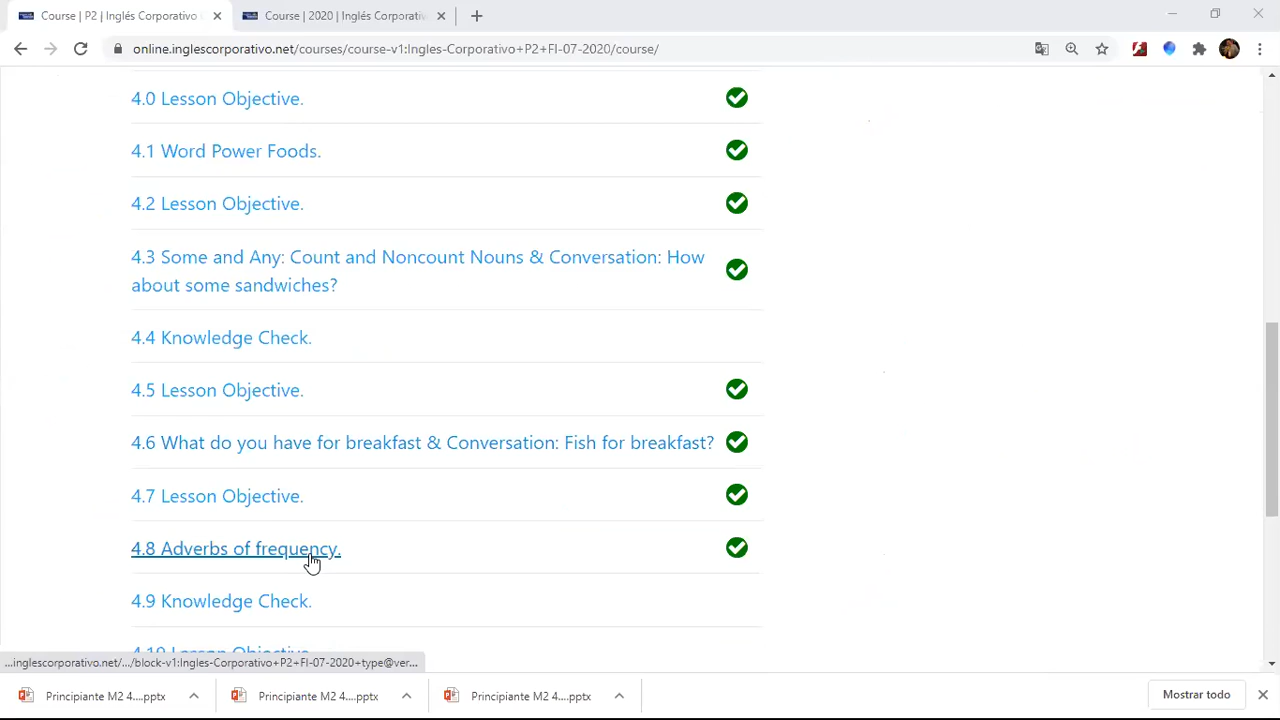 Course | P2 | Inglés Corporativo
Course | 2020 | Inglés Corporativ
online.inglescorporativo.net/courses/course-v1:Ingles-Corporativo+P2+FI-07-2020/course/
4.0 Lesson Objective.
4.1 Word Power Foods.
4.2 Lesson Objective.
4.3 Some and Any: Count and Noncount Nouns & Conversation: How
about some sandwiches?
4.4 Knowledge Check.
4.5 Lesson Objective.
4.6 What do you have for breakfast & Conversation: Fish for breakfast?
4.7 Lesson Objective.
4.8 Adverbs of frequency.
4.9 Knowledge Check.
4.10 Lesson Objective.
...inglescorporativo.net/.../block-v1:Ingles-Corporativo+P2+FI-07-2020+type@ver...
Principiante M2 4....pptx
Principiante M2 4....pptx
Principiante M2 4....pptx
Mostrar todo